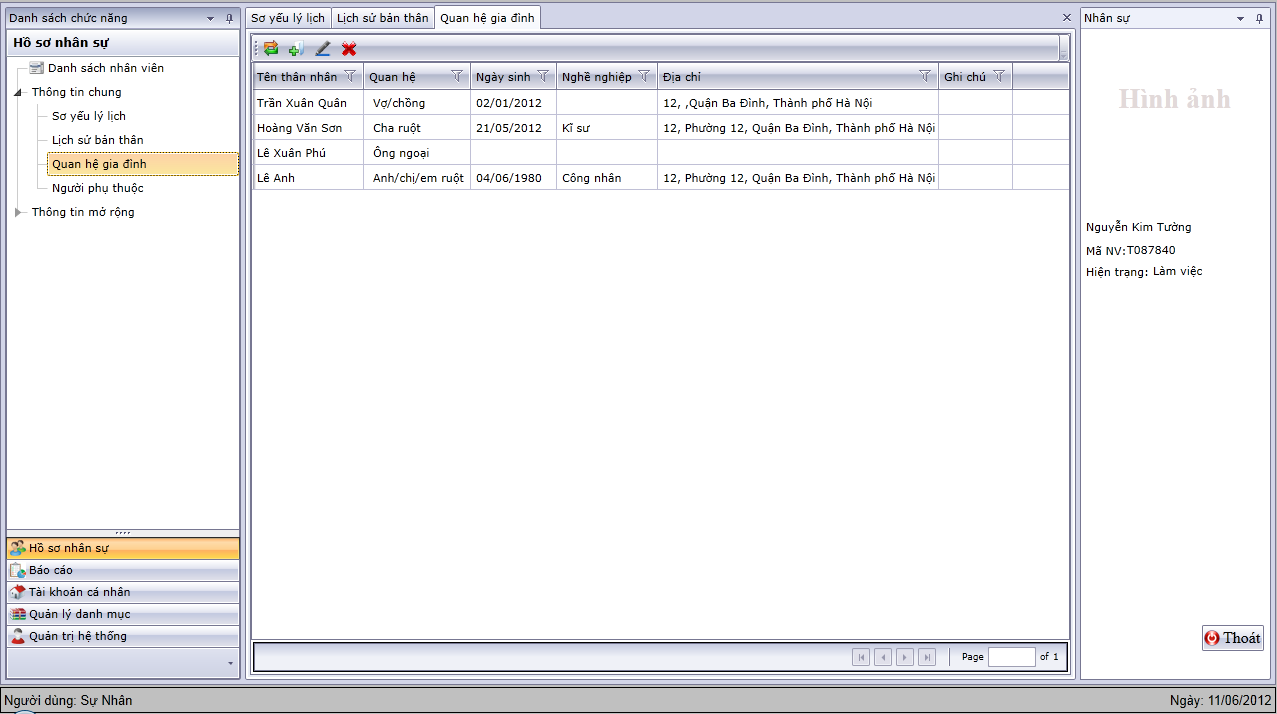 Danh sách chức năng
Hồ sơ nhân sự
Danh sách nhân viên
Thông tin chung
Sơ yếu lý lịch
Lịch sử bản thân
Quan hệ gia đình
Người phụ thuộc
Thông tin mở rộng
Hồ sơ nhân sự
Báo cáo
Tài khoản cá nhân
Quản lý danh mục
Quản trị hệ thống
Sơ yếu lý lịch Lịch sử bản thân Quan hệ gia đình
Tên thân nhân Quan hệ Ngày sinh Nghề nghiệp Địa chỉ Ghi chú
Trần Xuân Quân Vợ/chồng 02/01/2012 12, ,Quận Ba Đình, Thành phố Hà Nội
Hoàng Văn Sơn Cha ruột 21/05/2012 Kĩ sư 12, Phường 12, Quận Ba Đình, Thành phố Hà Nội
Lê Xuân Phú Ông ngoại
Lê Anh Anh/chị/em ruột 04/06/1980 Công nhân 12, Phường 12, Quận Ba Đình, Thành phố Hà Nội
Page of 1
Nhân sự
Hình ảnh
Nguyễn Kim Tường
Mã NV:T087840
Hiện trạng: Làm việc
Thoát
Người dùng: Sự Nhân Ngày: 11/06/2012